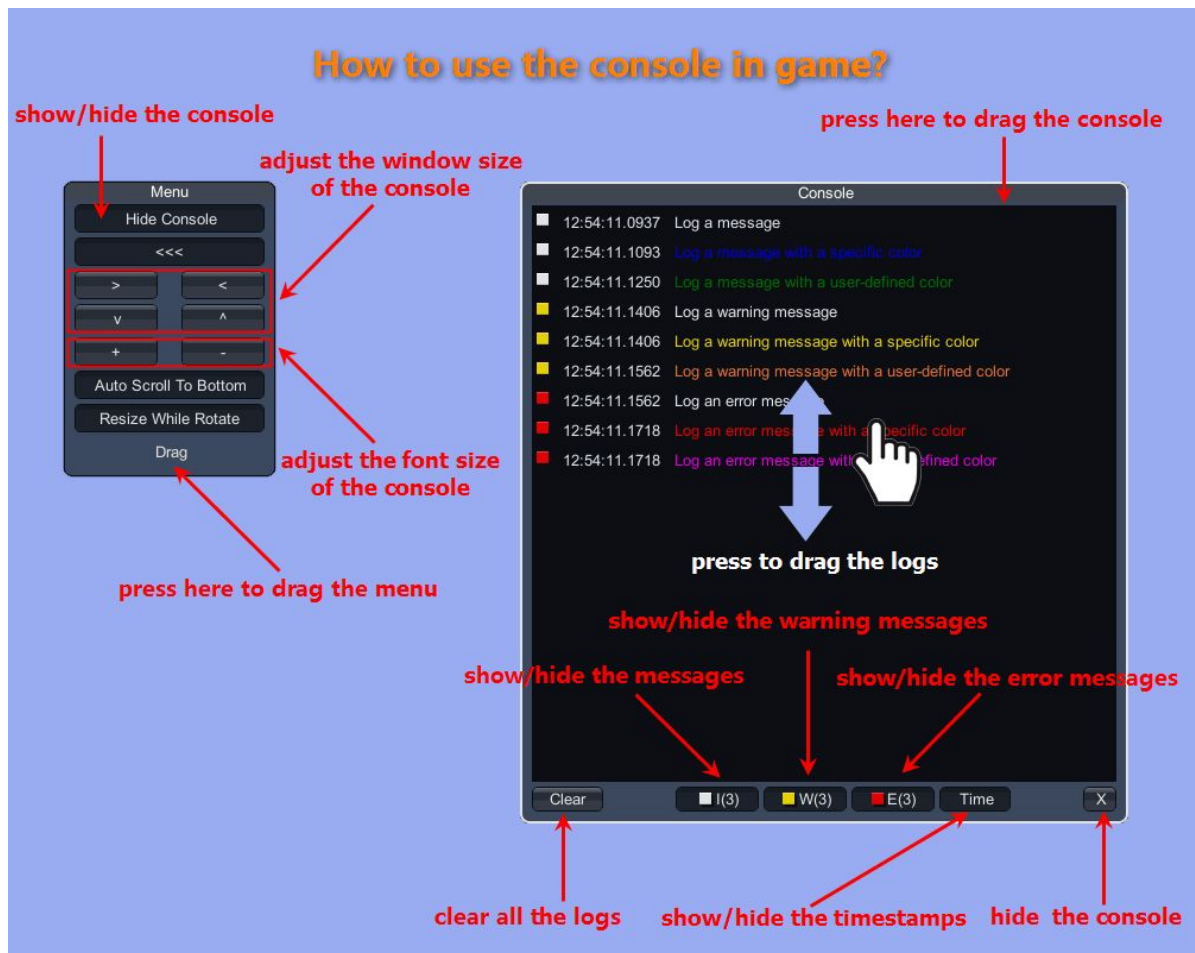 How to use the console in game?
show/hide the console
press here to drag the console
adjust the window size
of the console
Menu
Hide Console
<<<
> <
v ^
+ -
Auto Scroll To Bottom
Resize While Rotate
Drag
adjust the font size
of the console
press here to drag the menu
Console
12:54:11.0937 Log a message
12:54:11.1093 Log a message with a specific color
12:54:11.1250 Log a message with a user-defined color
12:54:11.1406 Log a warning message
12:54:11.1406 Log a warning message with a specific color
12:54:11.1562 Log a warning message with a user-defined color
12:54:11.1562 Log an error message
12:54:11.1718 Log an error message with a specific color
12:54:11.1718 Log an error message with defined color
press to drag the logs
show/hide the warning messages
show/hide the messages
show/hide the error messages
Clear I(3) W(3) E(3) Time X
clear all the logs
show/hide the timestamps
hide the console